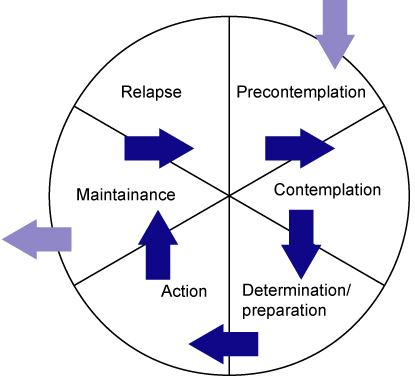 Relapse
Precontemplation
Maintainance
Contemplation
Action
Determination/
preparation